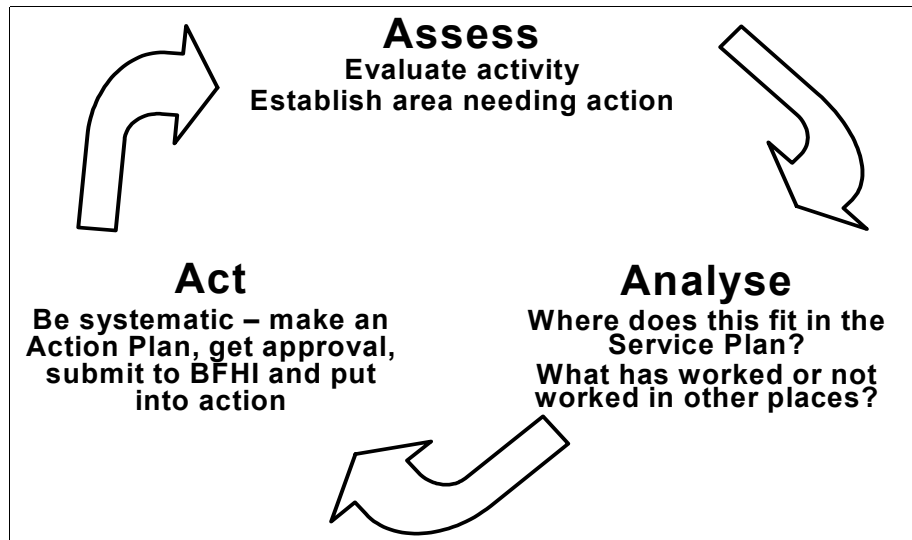 Assess
Evaluate activity
Establish area needing action
Act
Be systematic – make an
Action Plan, get approval,
submit to BFHI and put
into action
Analyse
Where does this fit in the
Service Plan?
What has worked or not
worked in other places?